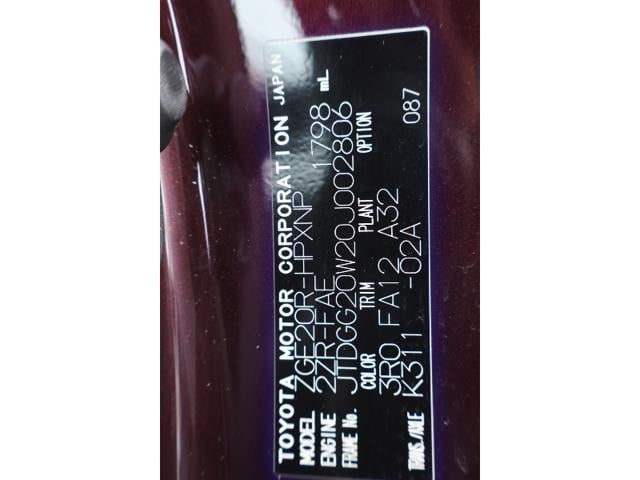 TOYOTA MOTOR CORPORATION JAPAN
MODEL ZGE20R-HPXNP
ENGINE 2ZR-FAE 1798 mL
FRAME No. JTDGG20W20J002806
COLOR TRIM PLANT OPTION
3R0 FA12 A32
TRANS./AXLE K311 -02A 087